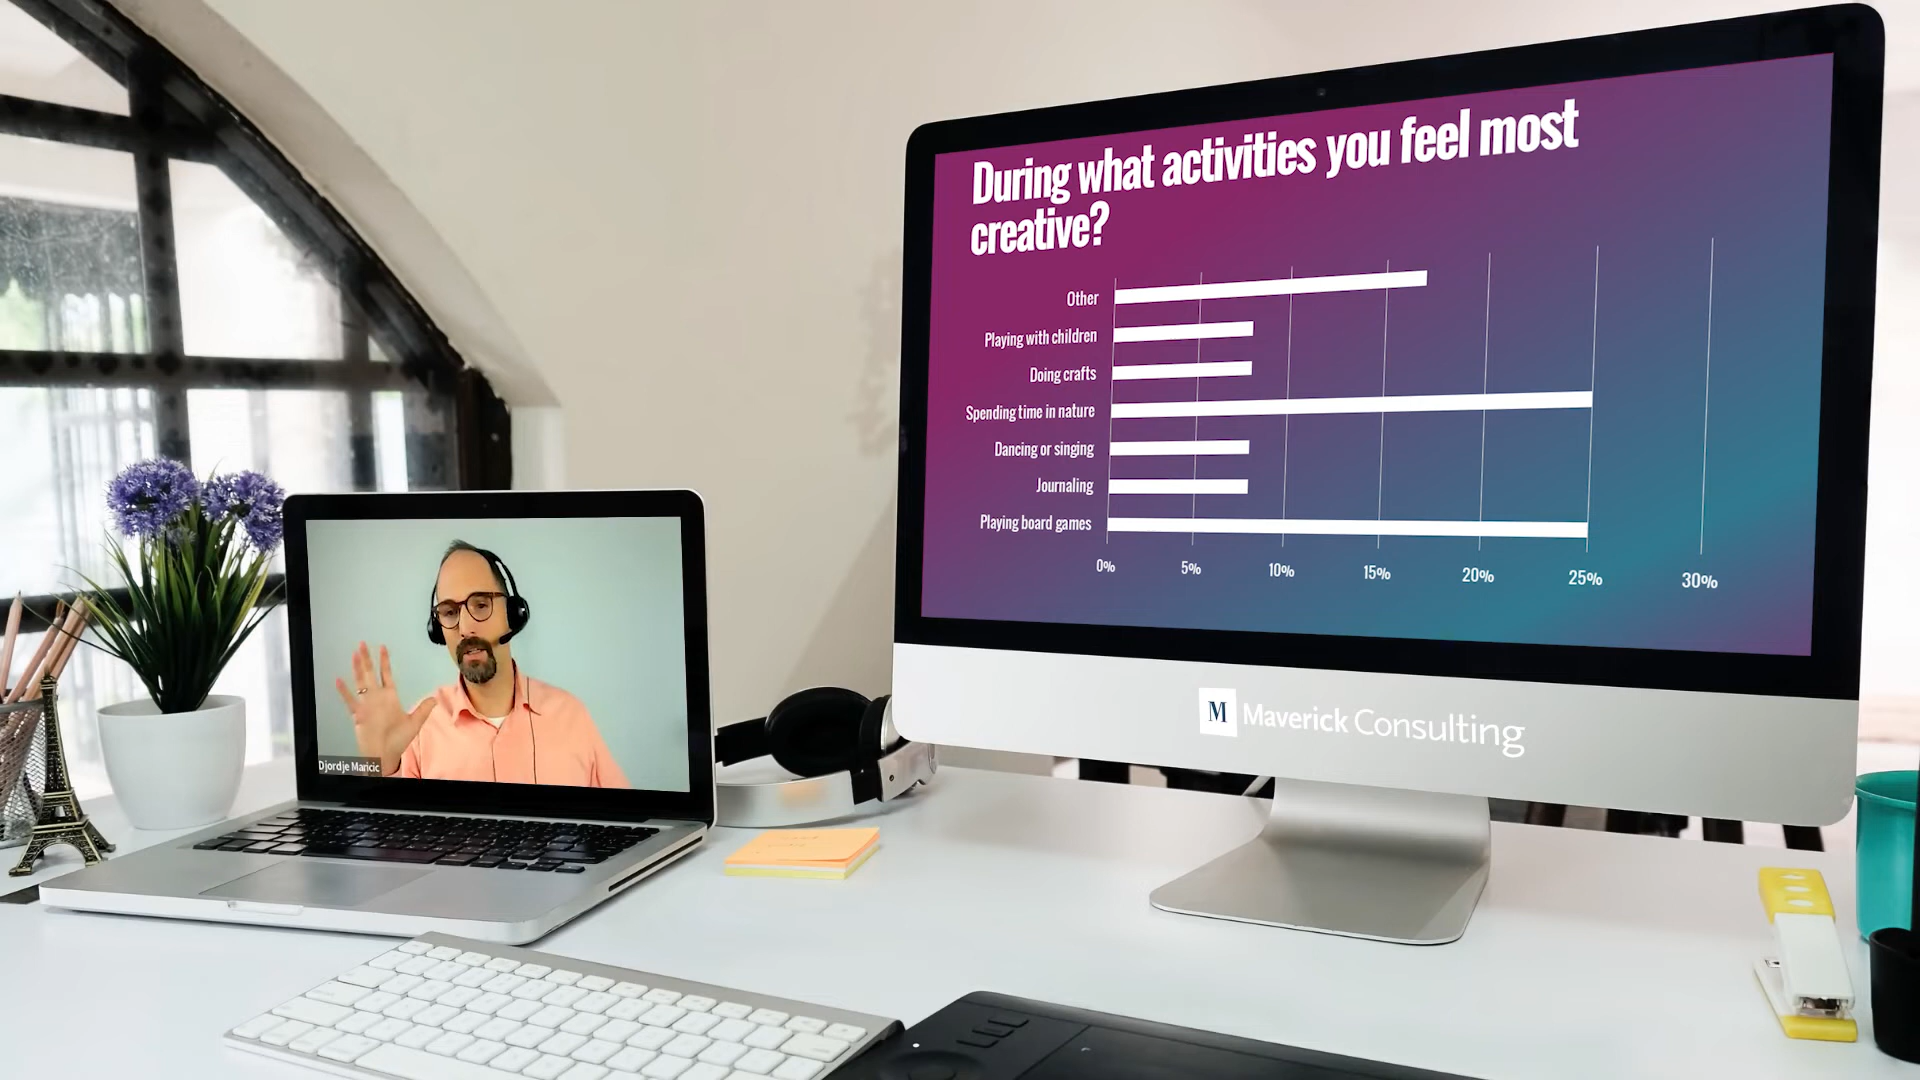 During what activities you feel most
creative?
Other
Playing with children
Doing crafts
Spending time in nature
Dancing or singing
Journaling
Playing board games
0% 5% 10% 15% 20% 25% 30%
M Maverick Consulting
Djordje Maricic